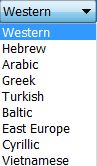 Western
Western
Hebrew
Arabic
Greek
Turkish
Baltic
East Europe
Cyrillic
Vietnamese